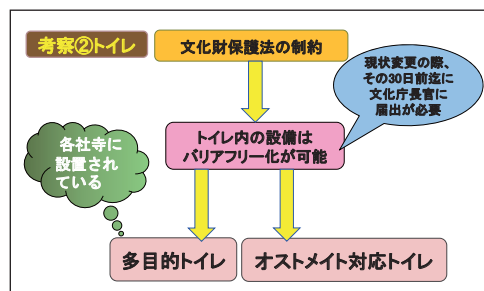 考察②トイレ
文化財保護法の制約
現状変更の際、
その30日前迄に
文化庁長官に
届出が必要
トイレ内の設備は
バリアフリー化が可能
各社寺に
設置され
ている
多目的トイレ
オストメイト対応トイレ